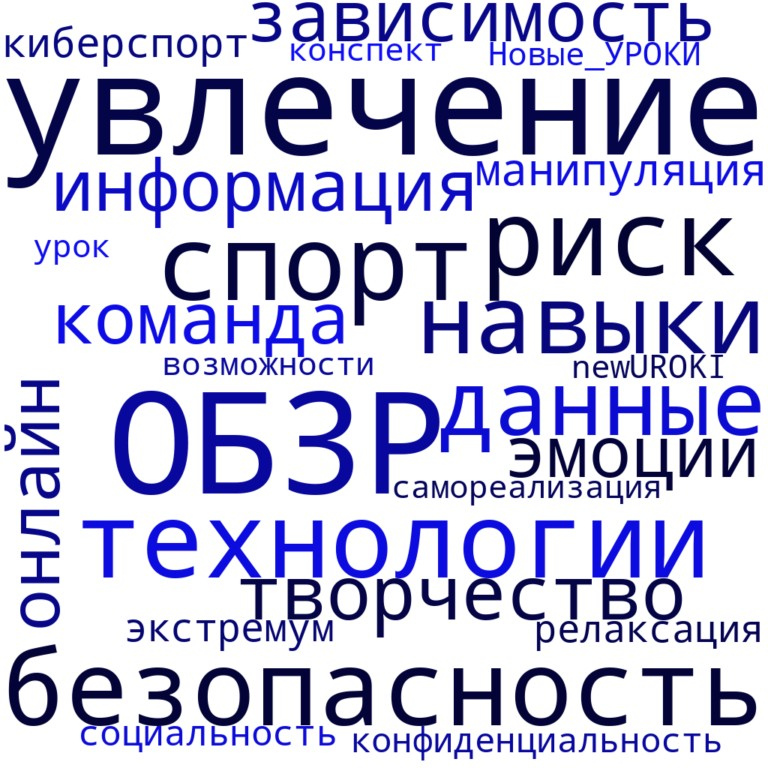 зависимость
киберспорт
конспект
Новые_УРОКИ
увлечение
информация
манипуляция
урок
спорт
риск
команда
навыки
возможности
newUROKI
онлайн
ОБЗР
данные
эмоции
самореализация
технологии
творчество
экстремум
релаксация
безопасность
социальность
конфиденциальность